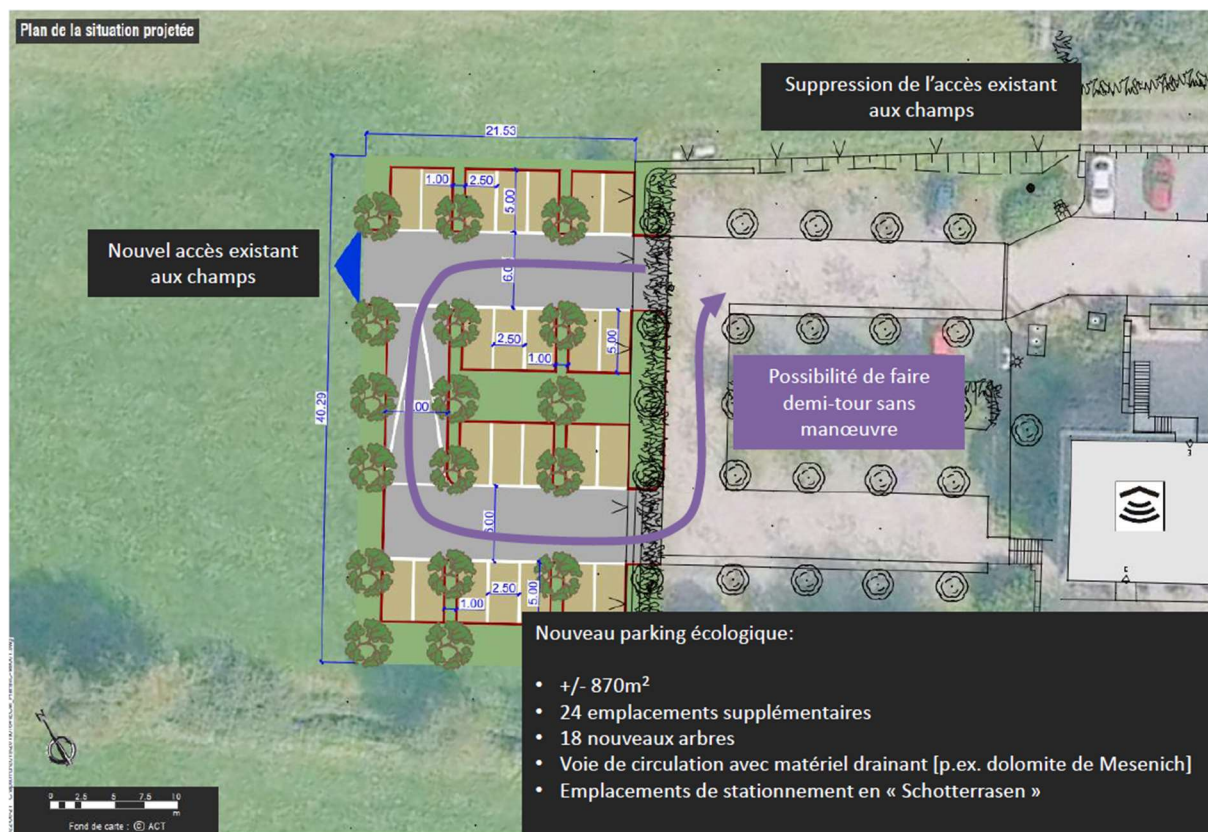 Plan de la situation projetée
Suppression de l'accès existant
aux champs
21.53
1.00
2.50
5.00
Nouvel accès existant
aux champs
6.0
2.50
5.00
1.00
Possibilité de faire
demi-tour sans
manœuvre
40.29
.00
5.00
2.50
1.00
5.00
Nouveau parking écologique:
• +/- 870m²
• 24 emplacements supplémentaires
• 18 nouveaux arbres
• Voie de circulation avec matériel drainant [p.ex. dolomite de Mesenich]
• Emplacements de stationnement en « Schotterrasen »
N
0 2.5 5 7.5 10
m
Fond de carte : © ACT